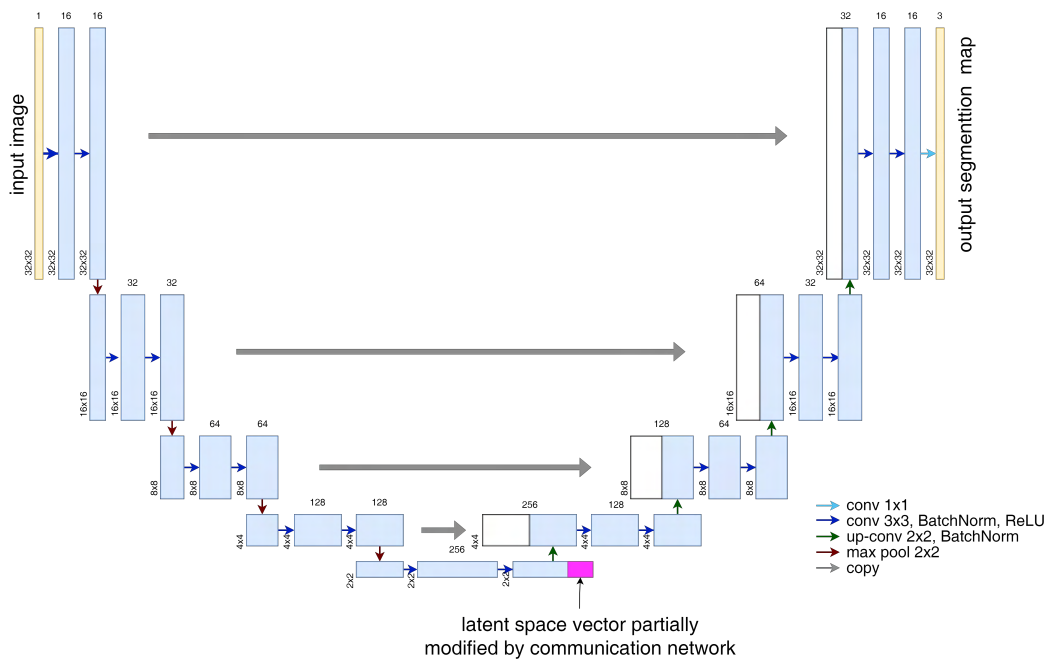 1 16 16
32 16 16 3
input image
32x32 32x32 32x32
32x32 32x32 32x32 32x32
output segmenttion map
32 32
64 32
16x16 16x16 16x16
16x16 16x16 16x16
64 64
128 64
8x8 8x8 8x8
8x8 8x8 8x8
128 128
256 128
4x4 4x4 4x4
4x4 4x4 4x4
256
2x2 2x2 2x2
conv 1x1
conv 3x3, BatchNorm, ReLU
up-conv 2x2, BatchNorm
max pool 2x2
copy
latent space vector partially
modified by communication network